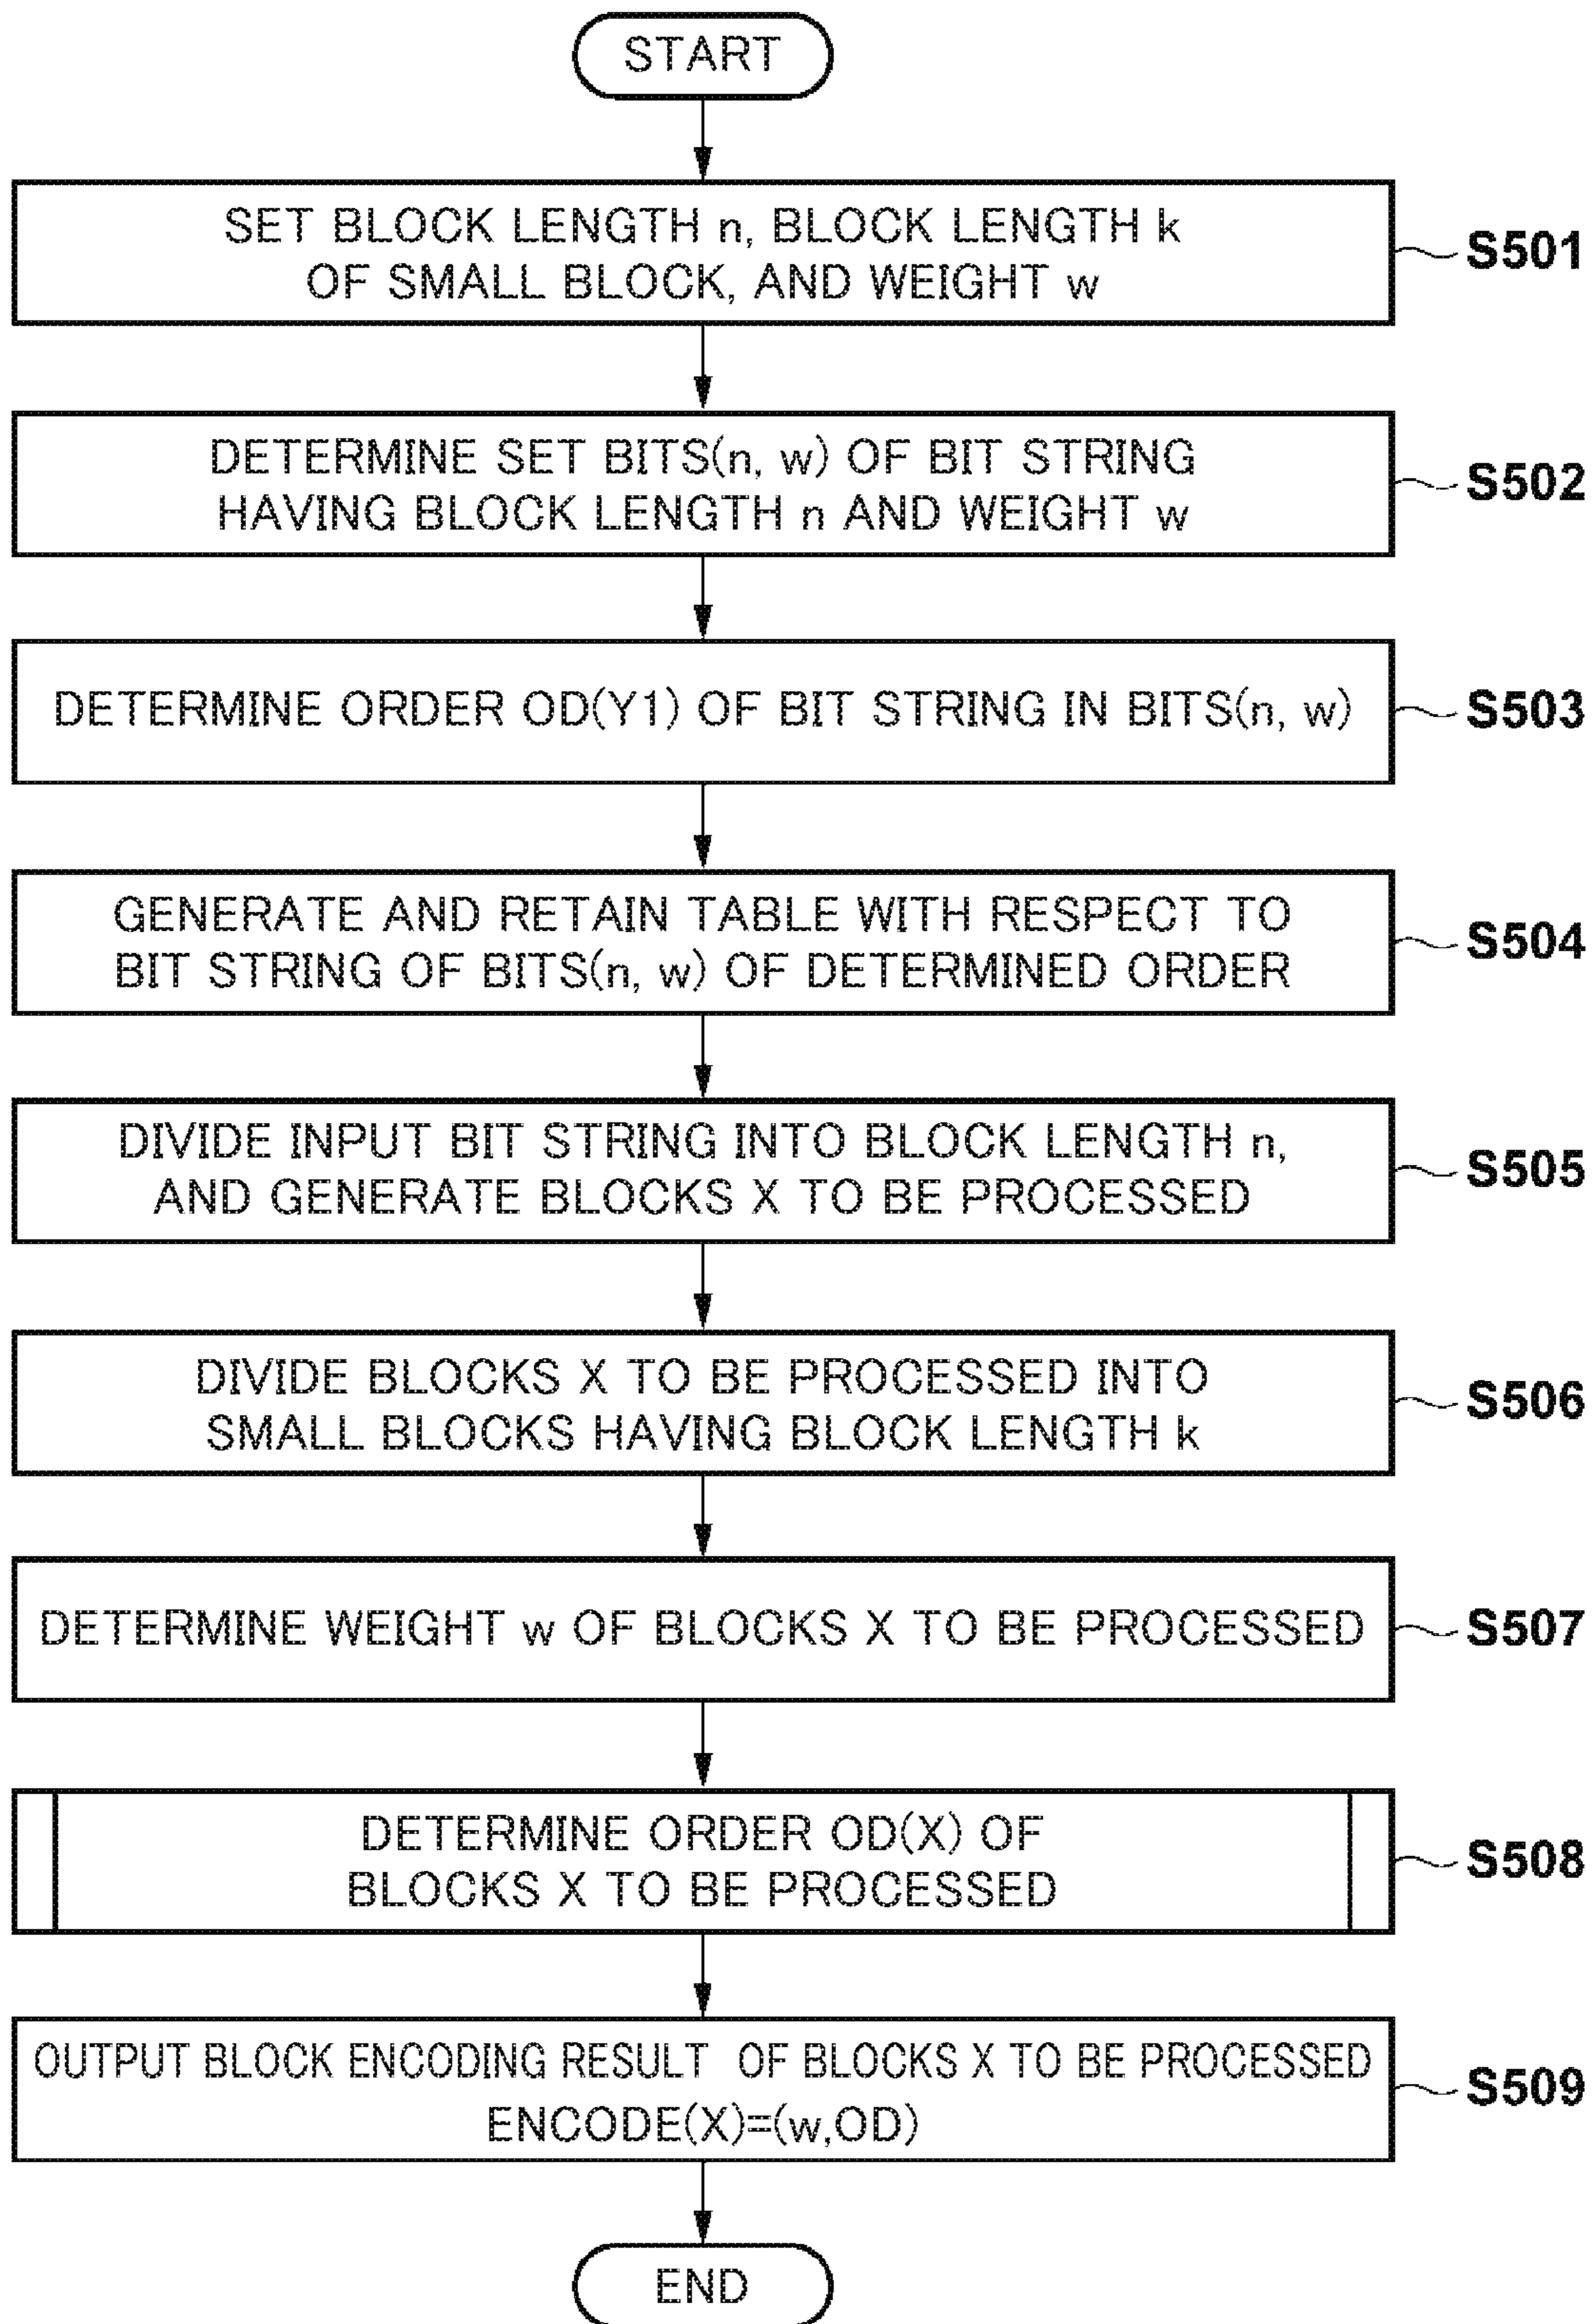 START
SET BLOCK LENGTH n, BLOCK LENGTH k
OF SMALL BLOCK, AND WEIGHT w
S501
DETERMINE SET BITS(n, w) OF BIT STRING
HAVING BLOCK LENGTH n AND WEIGHT w
S502
DETERMINE ORDER OD(Y1) OF BIT STRING IN BITS(n, w)
S503
GENERATE AND RETAIN TABLE WITH RESPECT TO
BIT STRING OF BITS(n, w) OF DETERMINED ORDER
S504
DIVIDE INPUT BIT STRING INTO BLOCK LENGTH n,
AND GENERATE BLOCKS X TO BE PROCESSED
S505
DIVIDE BLOCKS X TO BE PROCESSED INTO
SMALL BLOCKS HAVING BLOCK LENGTH k
S506
DETERMINE WEIGHT w OF BLOCKS X TO BE PROCESSED
S507
DETERMINE ORDER OD(X) OF
BLOCKS X TO BE PROCESSED
S508
OUTPUT BLOCK ENCODING RESULT OF BLOCKS X TO BE PROCESSED
ENCODE(X)=(w,OD)
S509
END